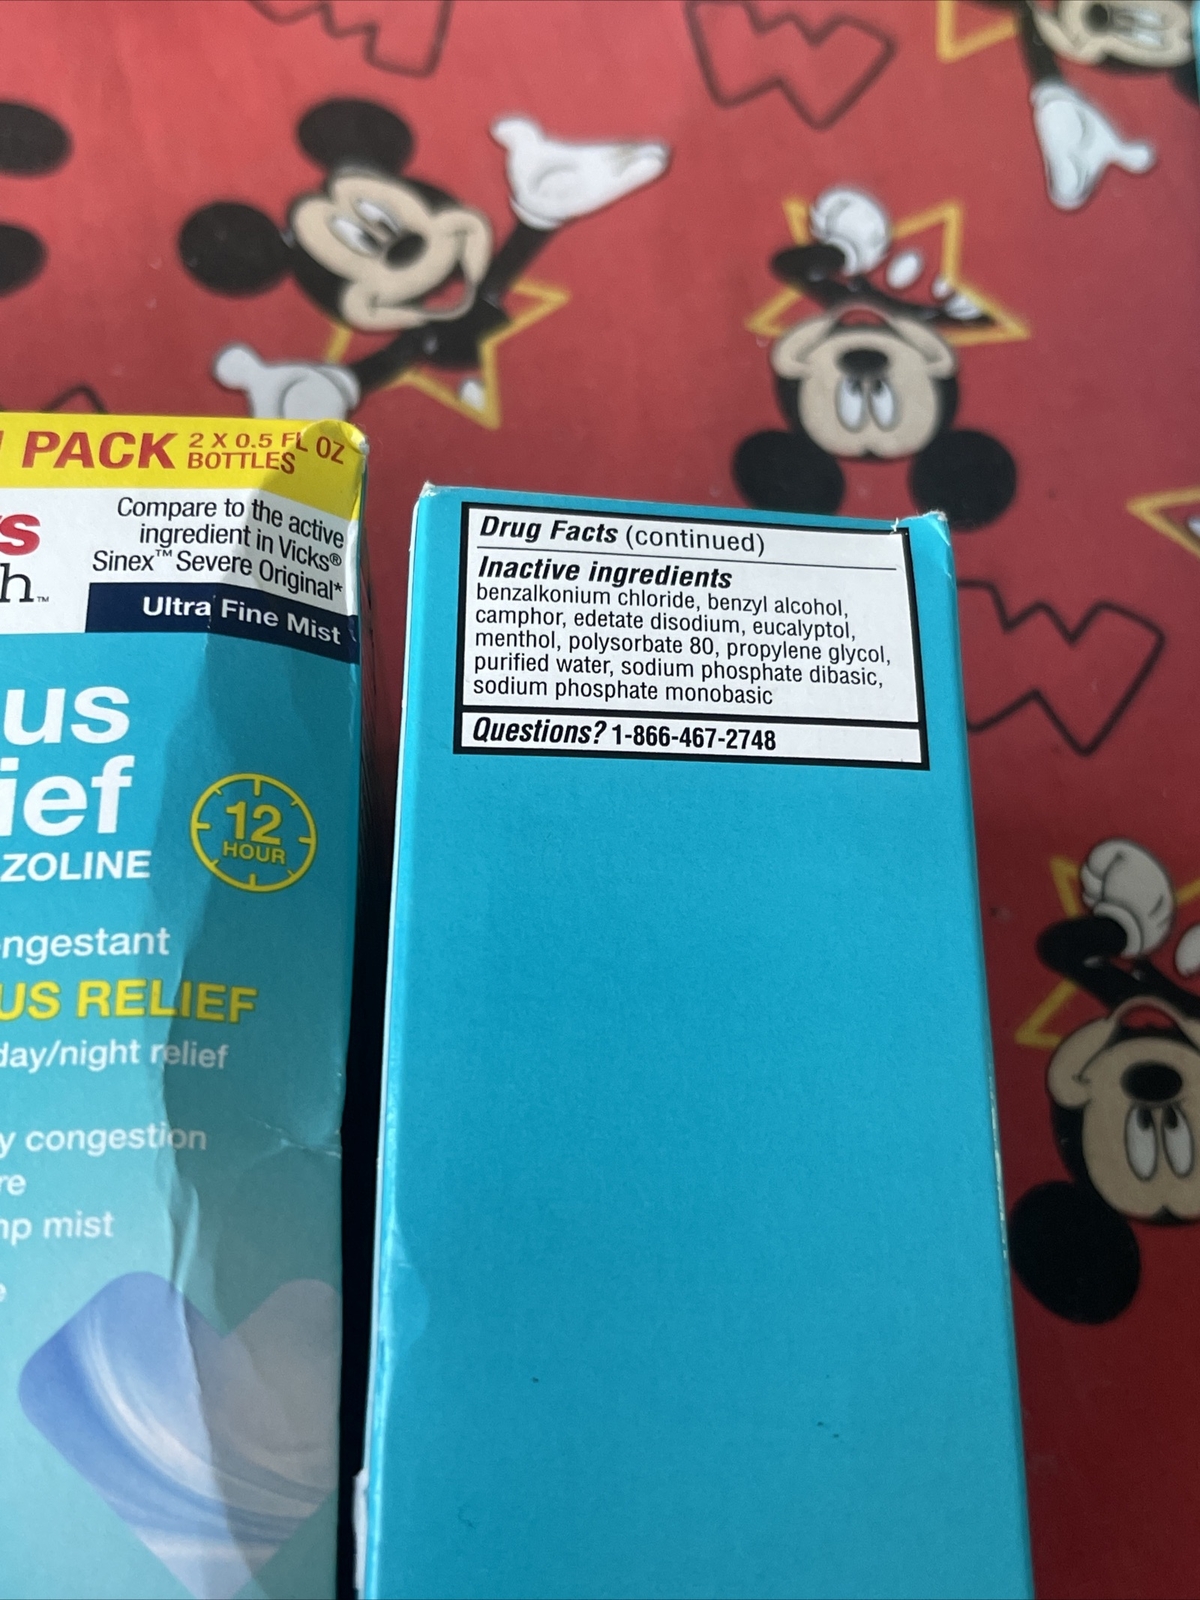 PACK 2 X 0.5 FL OZ
BOTTLES
Compare to the active
ingredient in Vicks®
Sinex™ Severe Original*
Ultra Fine Mist
us
ief
ZOLINE
12
HOUR
ngestant
US RELIEF
day/night relief
y congestion
re
mp mist
e
Drug Facts (continued)
Inactive ingredients
benzalkonium chloride, benzyl alcohol,
camphor, edetate disodium, eucalyptol,
menthol, polysorbate 80, propylene glycol,
purified water, sodium phosphate dibasic,
sodium phosphate monobasic
Questions? 1-866-467-2748